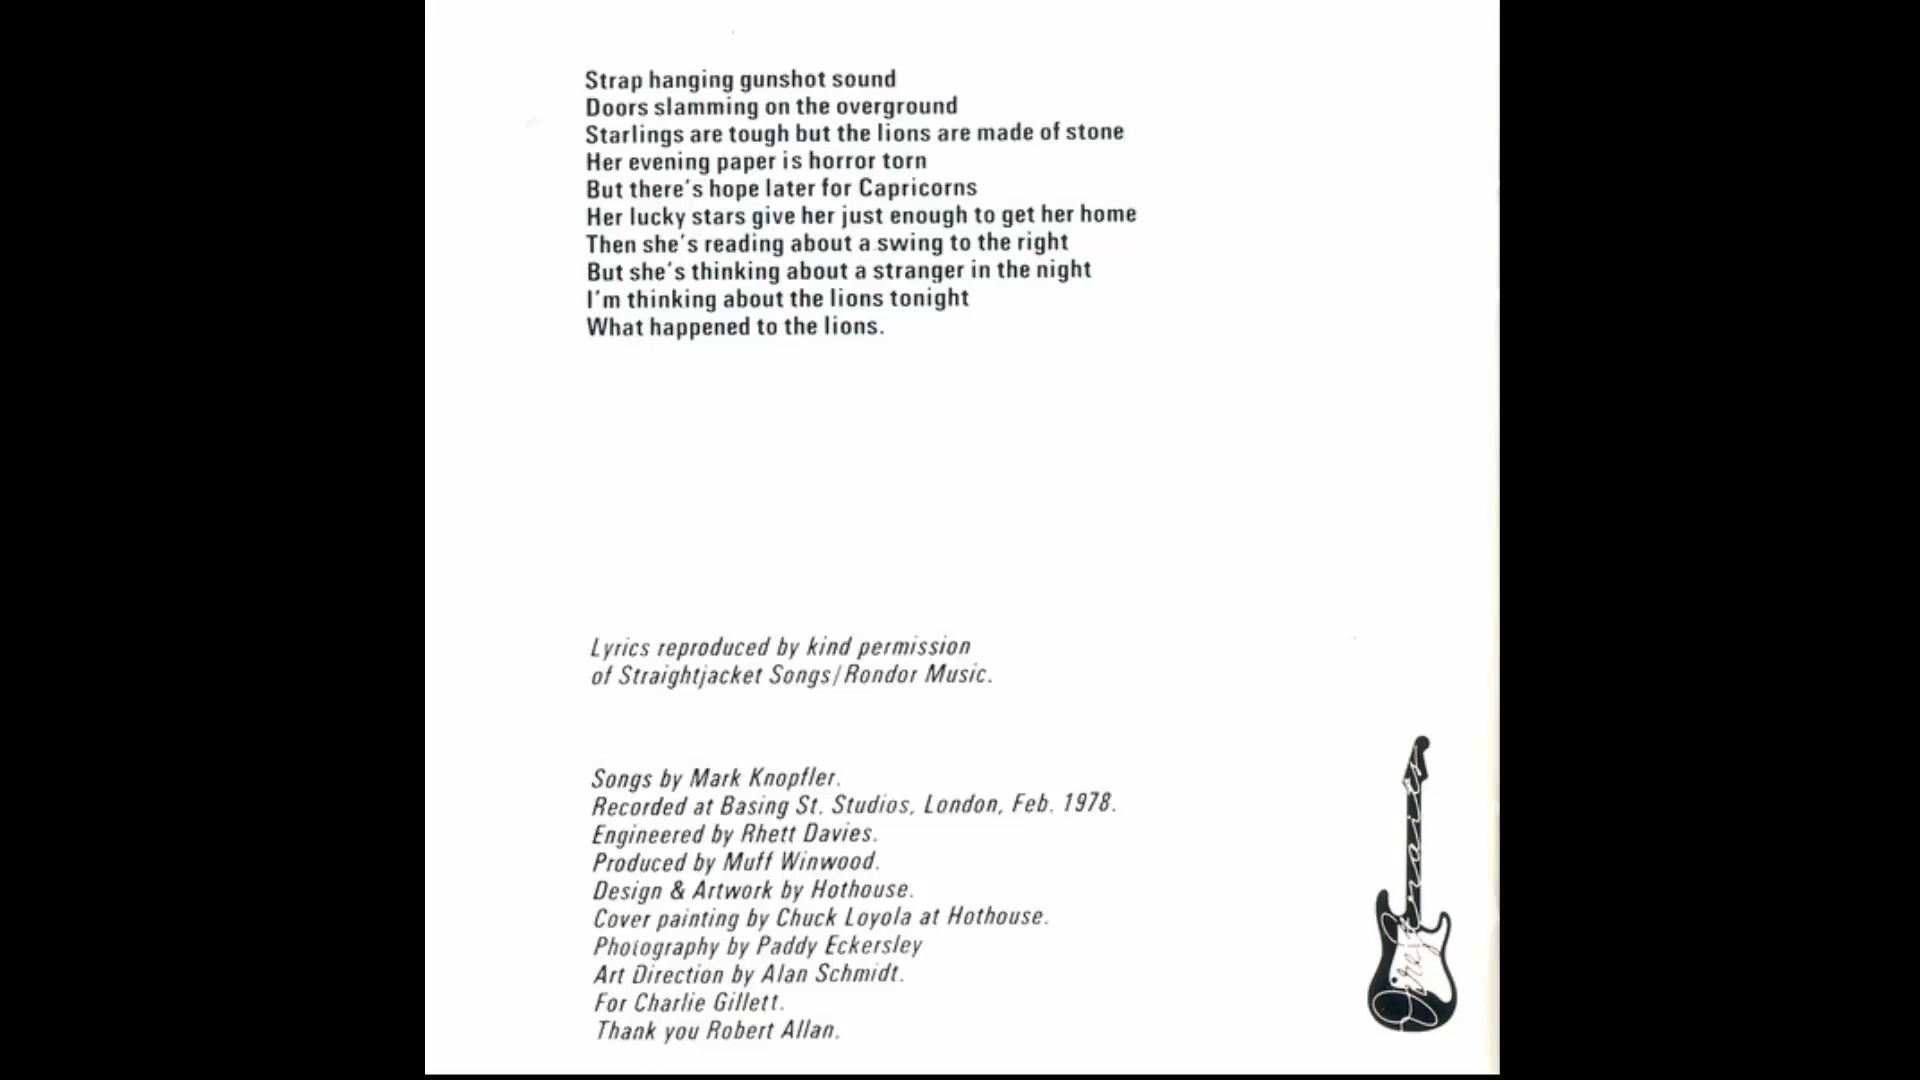 Strap hanging gunshot sound
Doors slamming on the overground
Starlings are tough but the lions are made of stone
Her evening paper is horror torn
But there's hope later for Capricorns
Her lucky stars give her just enough to get her home
Then she's reading about a swing to the right
But she's thinking about a stranger in the night
I'm thinking about the lions tonight
What happened to the lions.
Lyrics reproduced by kind permission
of Straightjacket Songs/Rondor Music.
Songs by Mark Knopfler.
Recorded at Basing St. Studios, London, Feb. 1978.
Engineered by Rhett Davies.
Produced by Muff Winwood.
Design & Artwork by Hothouse.
Cover painting by Chuck Loyola at Hothouse.
Photography by Paddy Eckersley
Art Direction by Alan Schmidt.
For Charlie Gillett.
Thank you Robert Allan.
Dire Straits